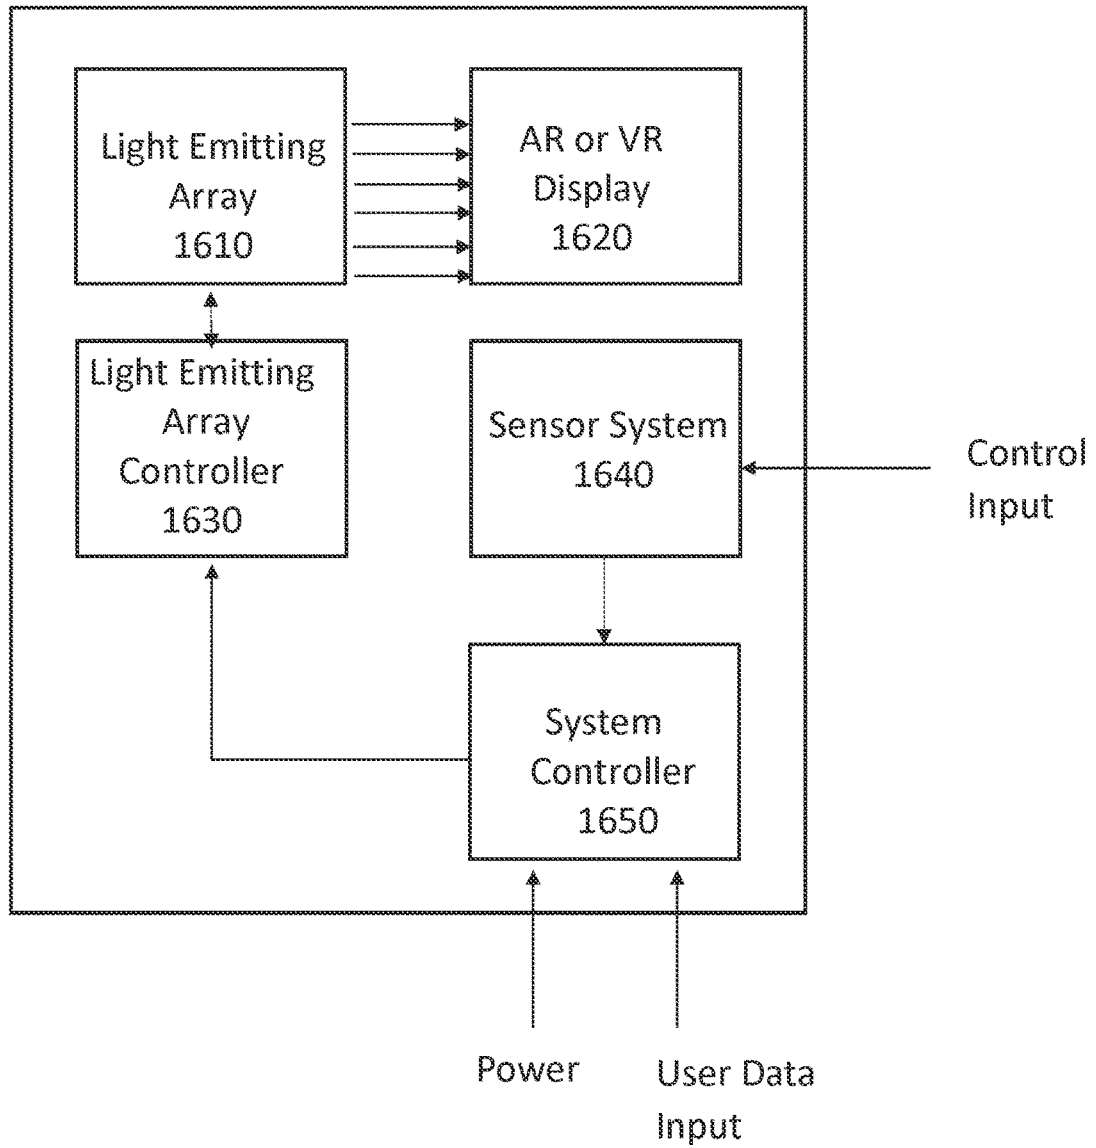 Light Emitting
Array
1610
AR or VR
Display
1620
Light Emitting
Array
Controller
1630
Sensor System
1640
Control
Input
System
Controller
1650
Power
User Data
Input